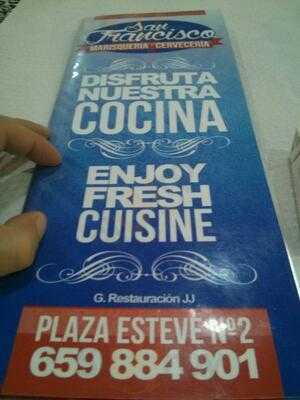 San
Francisco
MARISQUERIA - CERVECERIA
DISFRUTA
NUESTRA
COCINA
ENJOY
FRESH
CUISINE
G. Restauración JJ
PLAZA ESTEVE Nº2
659 884 901